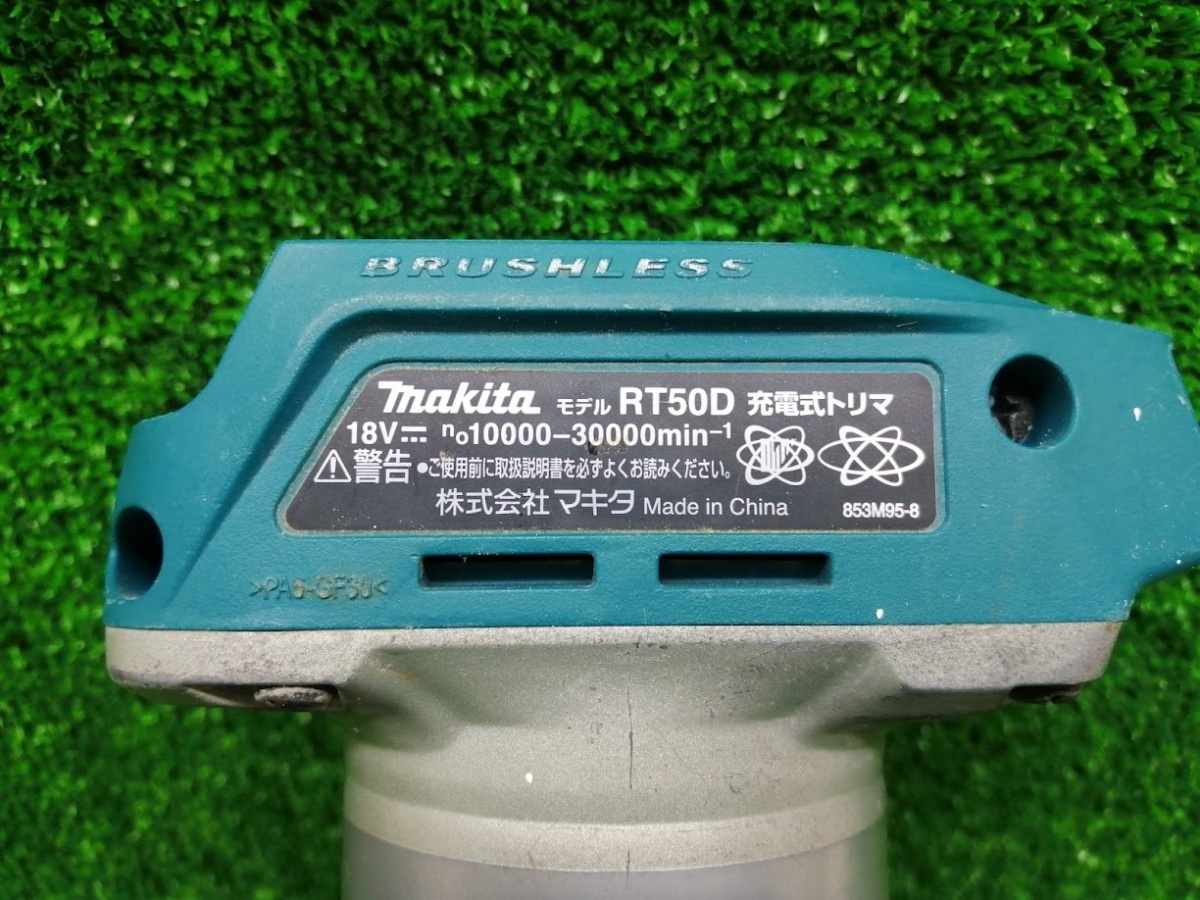 BRUSHLESS
makita モデル RT50D 充電式トリマ
18V⎓ n₀10000–30000min⁻¹
⚠警告 •ご使用前に取扱説明書を必ずよくお読みください。
株式会社 マキタ Made in China 853M95-8
>PA6-GF30<